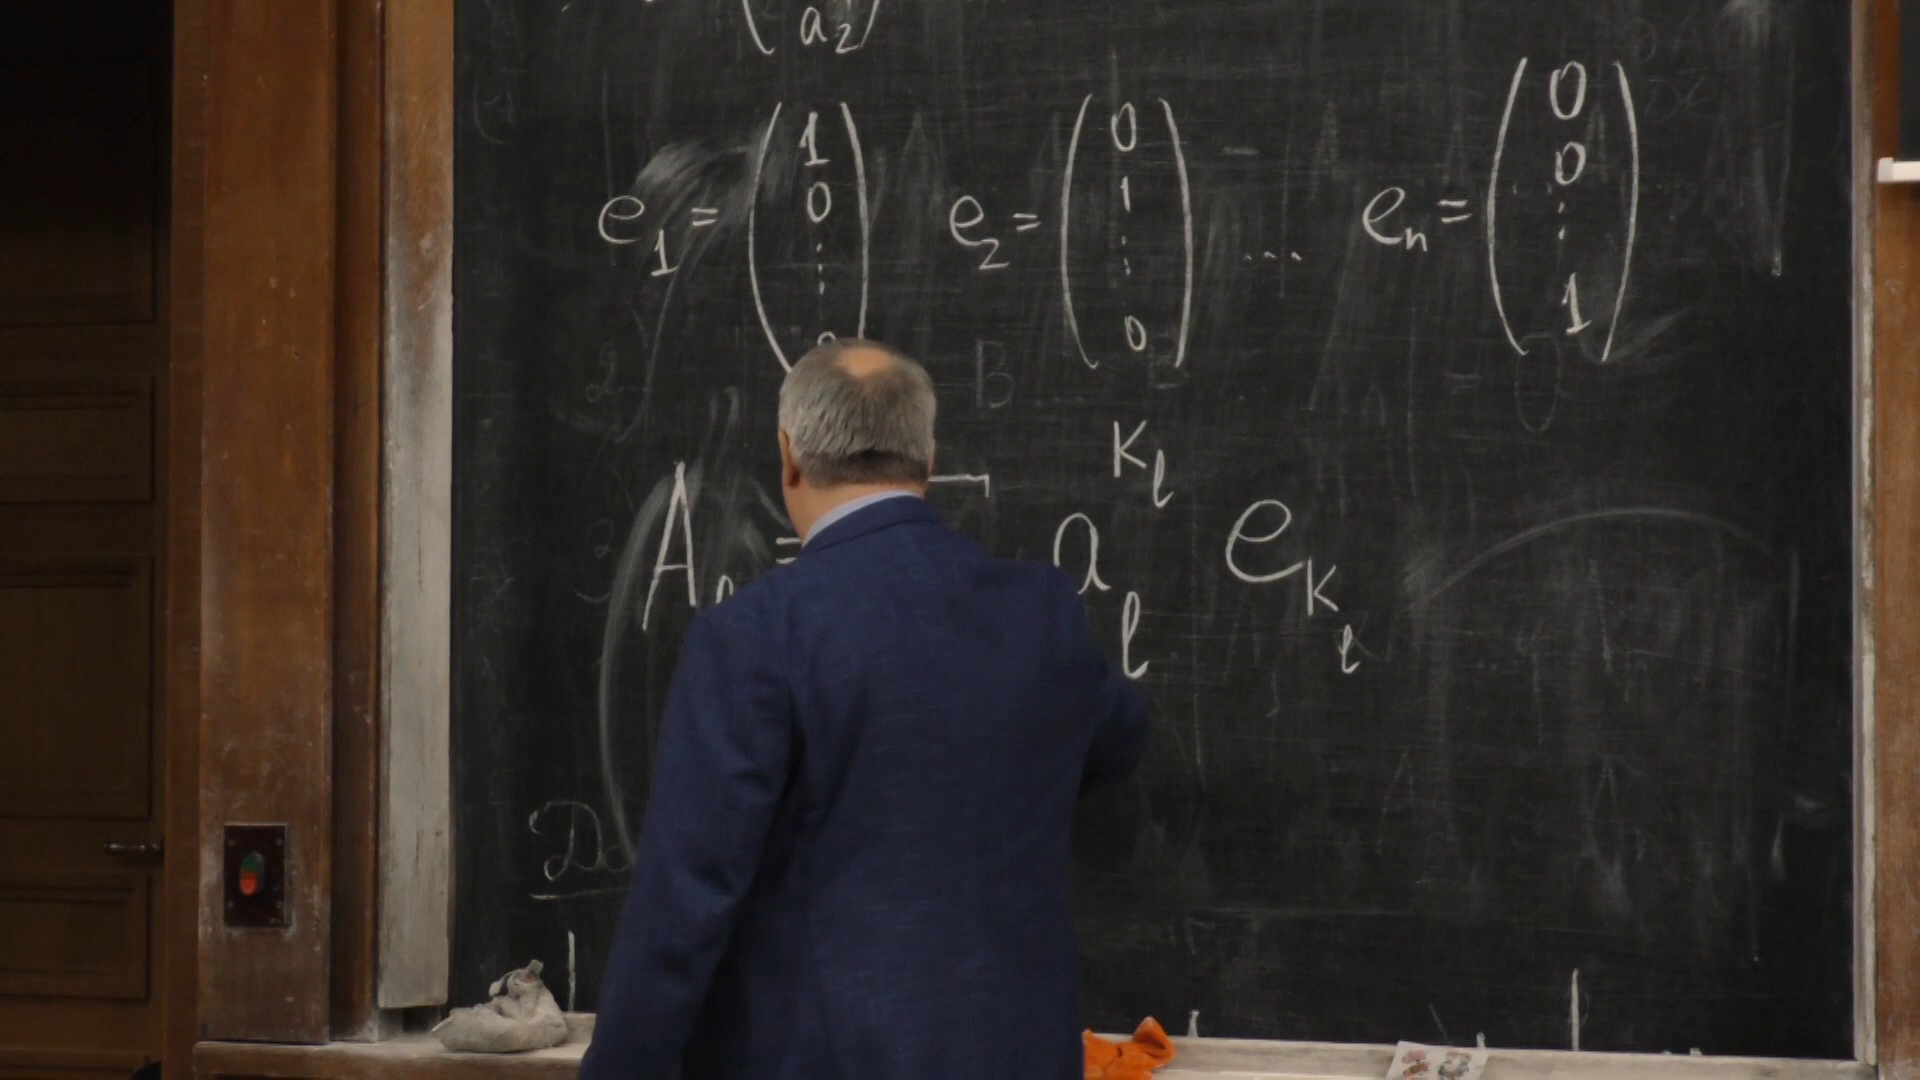 (a₂)
e₁ = (1 0 ⋮ 0) e₂ = (0 1 ⋮ 0) ... eₙ = (0 0 ⋮ 1)
A = a_l^{k_l} e_{k_l}